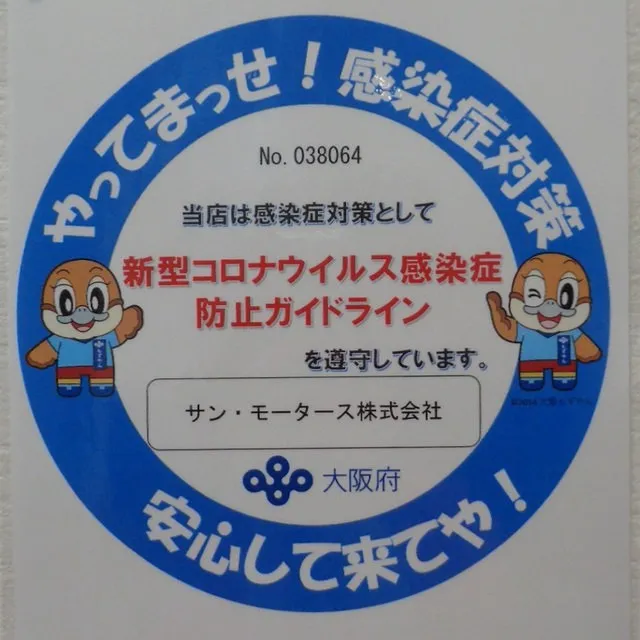 やってまっせ！感染症対策
No. 038064
当店は感染症対策として
新型コロナウイルス感染症
防止ガイドライン
を遵守しています。
サン・モータース株式会社
大阪府
安心して来てや！